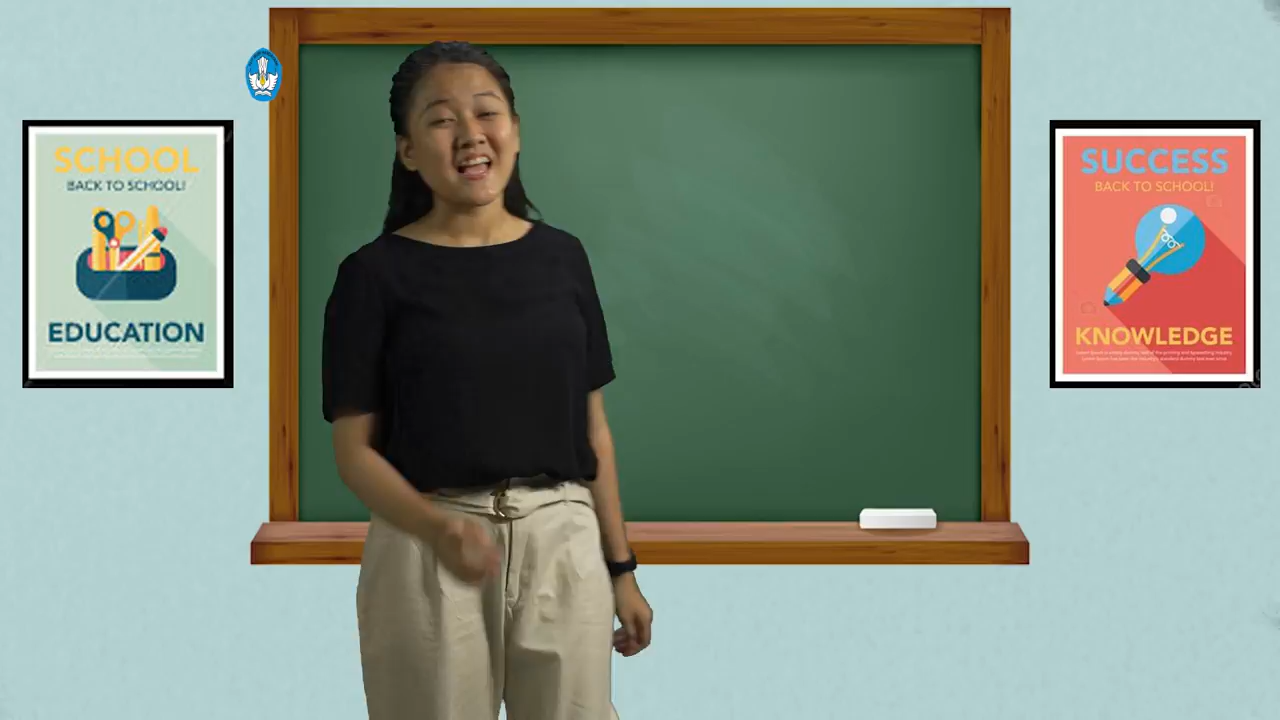 SCHOOL
BACK TO SCHOOL!
EDUCATION
SUCCESS
BACK TO SCHOOL!
KNOWLEDGE